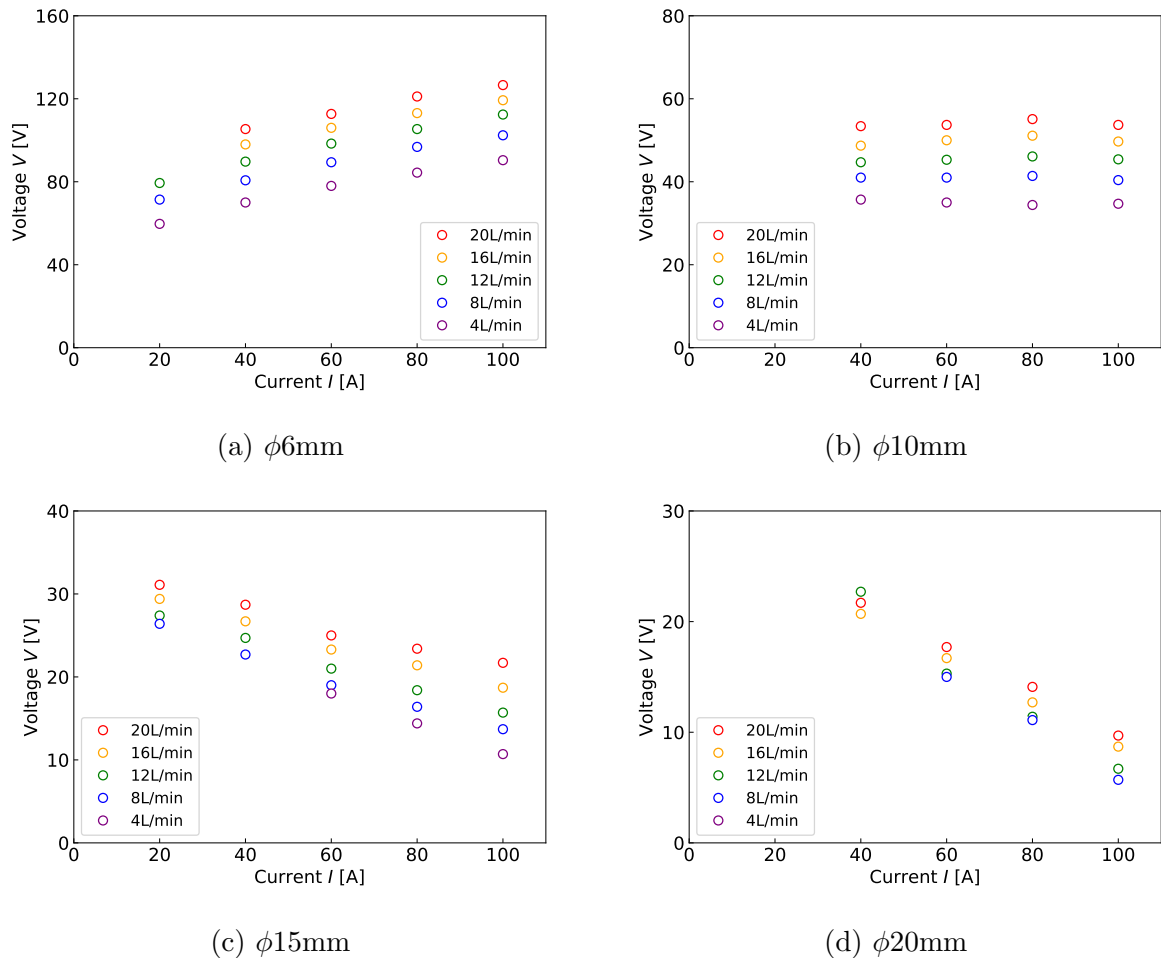 160
120
80
40
0
Voltage V [V]
20L/min
16L/min
12L/min
8L/min
4L/min
20 40 60 80 100
Current I [A]
(a) ϕ6mm
80
60
40
20
0
Voltage V [V]
20L/min
16L/min
12L/min
8L/min
4L/min
0 20 40 60 80 100
Current I [A]
(b) ϕ10mm
40
30
20
10
0
Voltage V [V]
20L/min
16L/min
12L/min
8L/min
4L/min
0 20 40 60 80 100
Current I [A]
(c) ϕ15mm
30
20
10
0
Voltage V [V]
20L/min
16L/min
12L/min
8L/min
4L/min
0 20 40 60 80 100
Current I [A]
(d) ϕ20mm